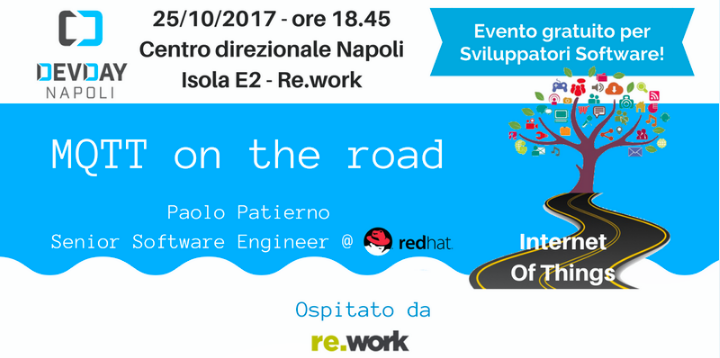 DEVDAY
NAPOLI
25/10/2017 - ore 18.45
Centro direzionale Napoli
Isola E2 - Re.work
Evento gratuito per
Sviluppatori Software!
MQTT on the road
Paolo Patierno
Senior Software Engineer @ redhat.
Internet
Of Things
Ospitato da
re.work